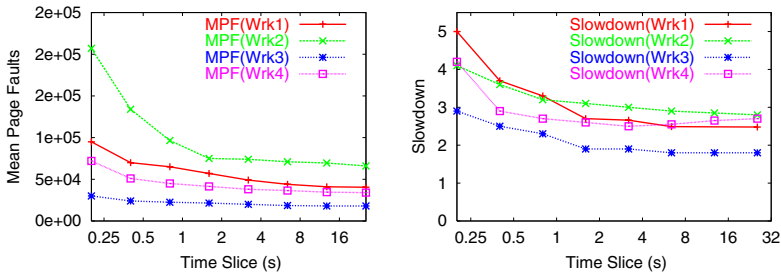 2e+05
2e+05
1e+05
5e+04
0e+00
Mean Page Faults
MPF(Wrk1)
MPF(Wrk2)
MPF(Wrk3)
MPF(Wrk4)
0.25 0.5 1 2 4 8 16
Time Slice (s)
5
4
3
2
1
0
Slowdown
Slowdown(Wrk1)
Slowdown(Wrk2)
Slowdown(Wrk3)
Slowdown(Wrk4)
0.25 0.5 1 2 4 8 16 32
Time Slice (s)